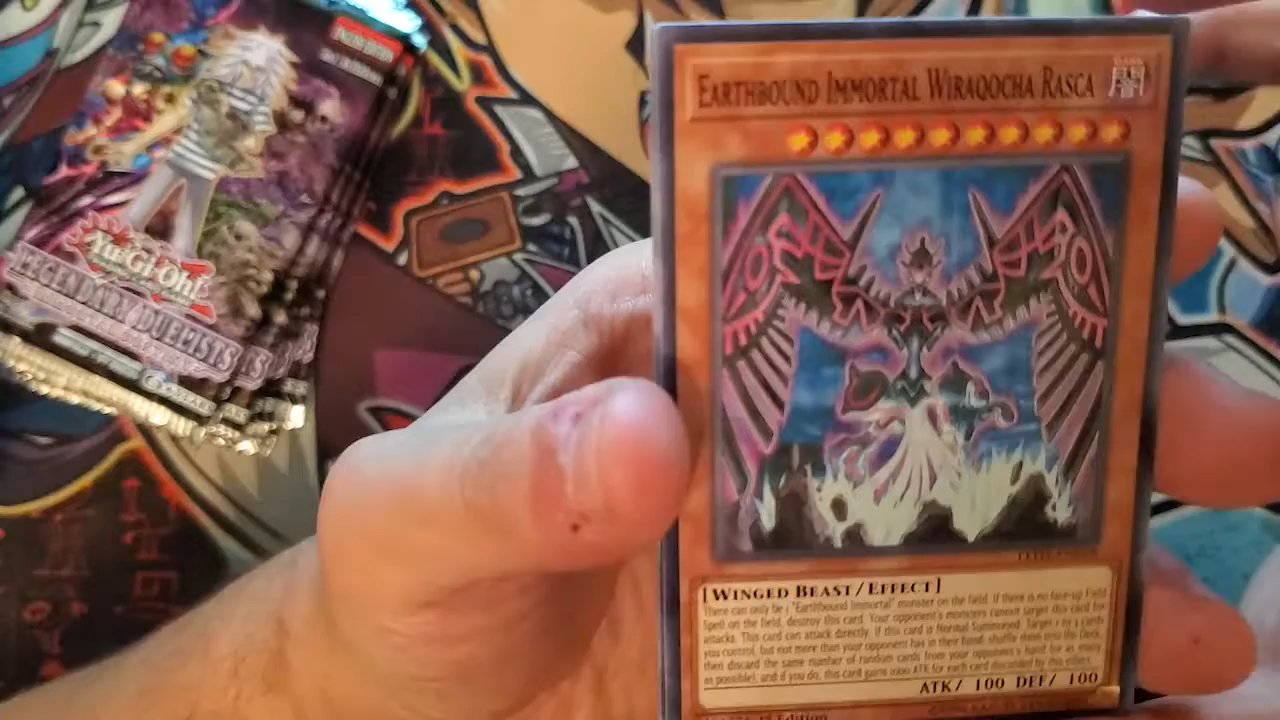 Yu-Gi-Oh!
LEGENDARY DUELISTS
EARTHBOUND IMMORTAL WIRAQOCHA RASCA
DARK
闇
[WINGED BEAST/EFFECT]
There can only be 1 "Earthbound Immortal" monster on the field. If there is no face-up Field
Spell on the field, destroy this card. Your opponent's monsters cannot target this card for
attacks. This card can attack directly. If this card is Normal Summoned: Target 1 to 3 cards
you control, but not more than your opponent has in their hand; shuffle them into the Deck,
then discard the same number of random cards from your opponent's hand (or as many
as possible), and if you do, this card gains 1000 ATK for each card discarded by this effect.
ATK/ 100 DEF/ 100
1st Edition